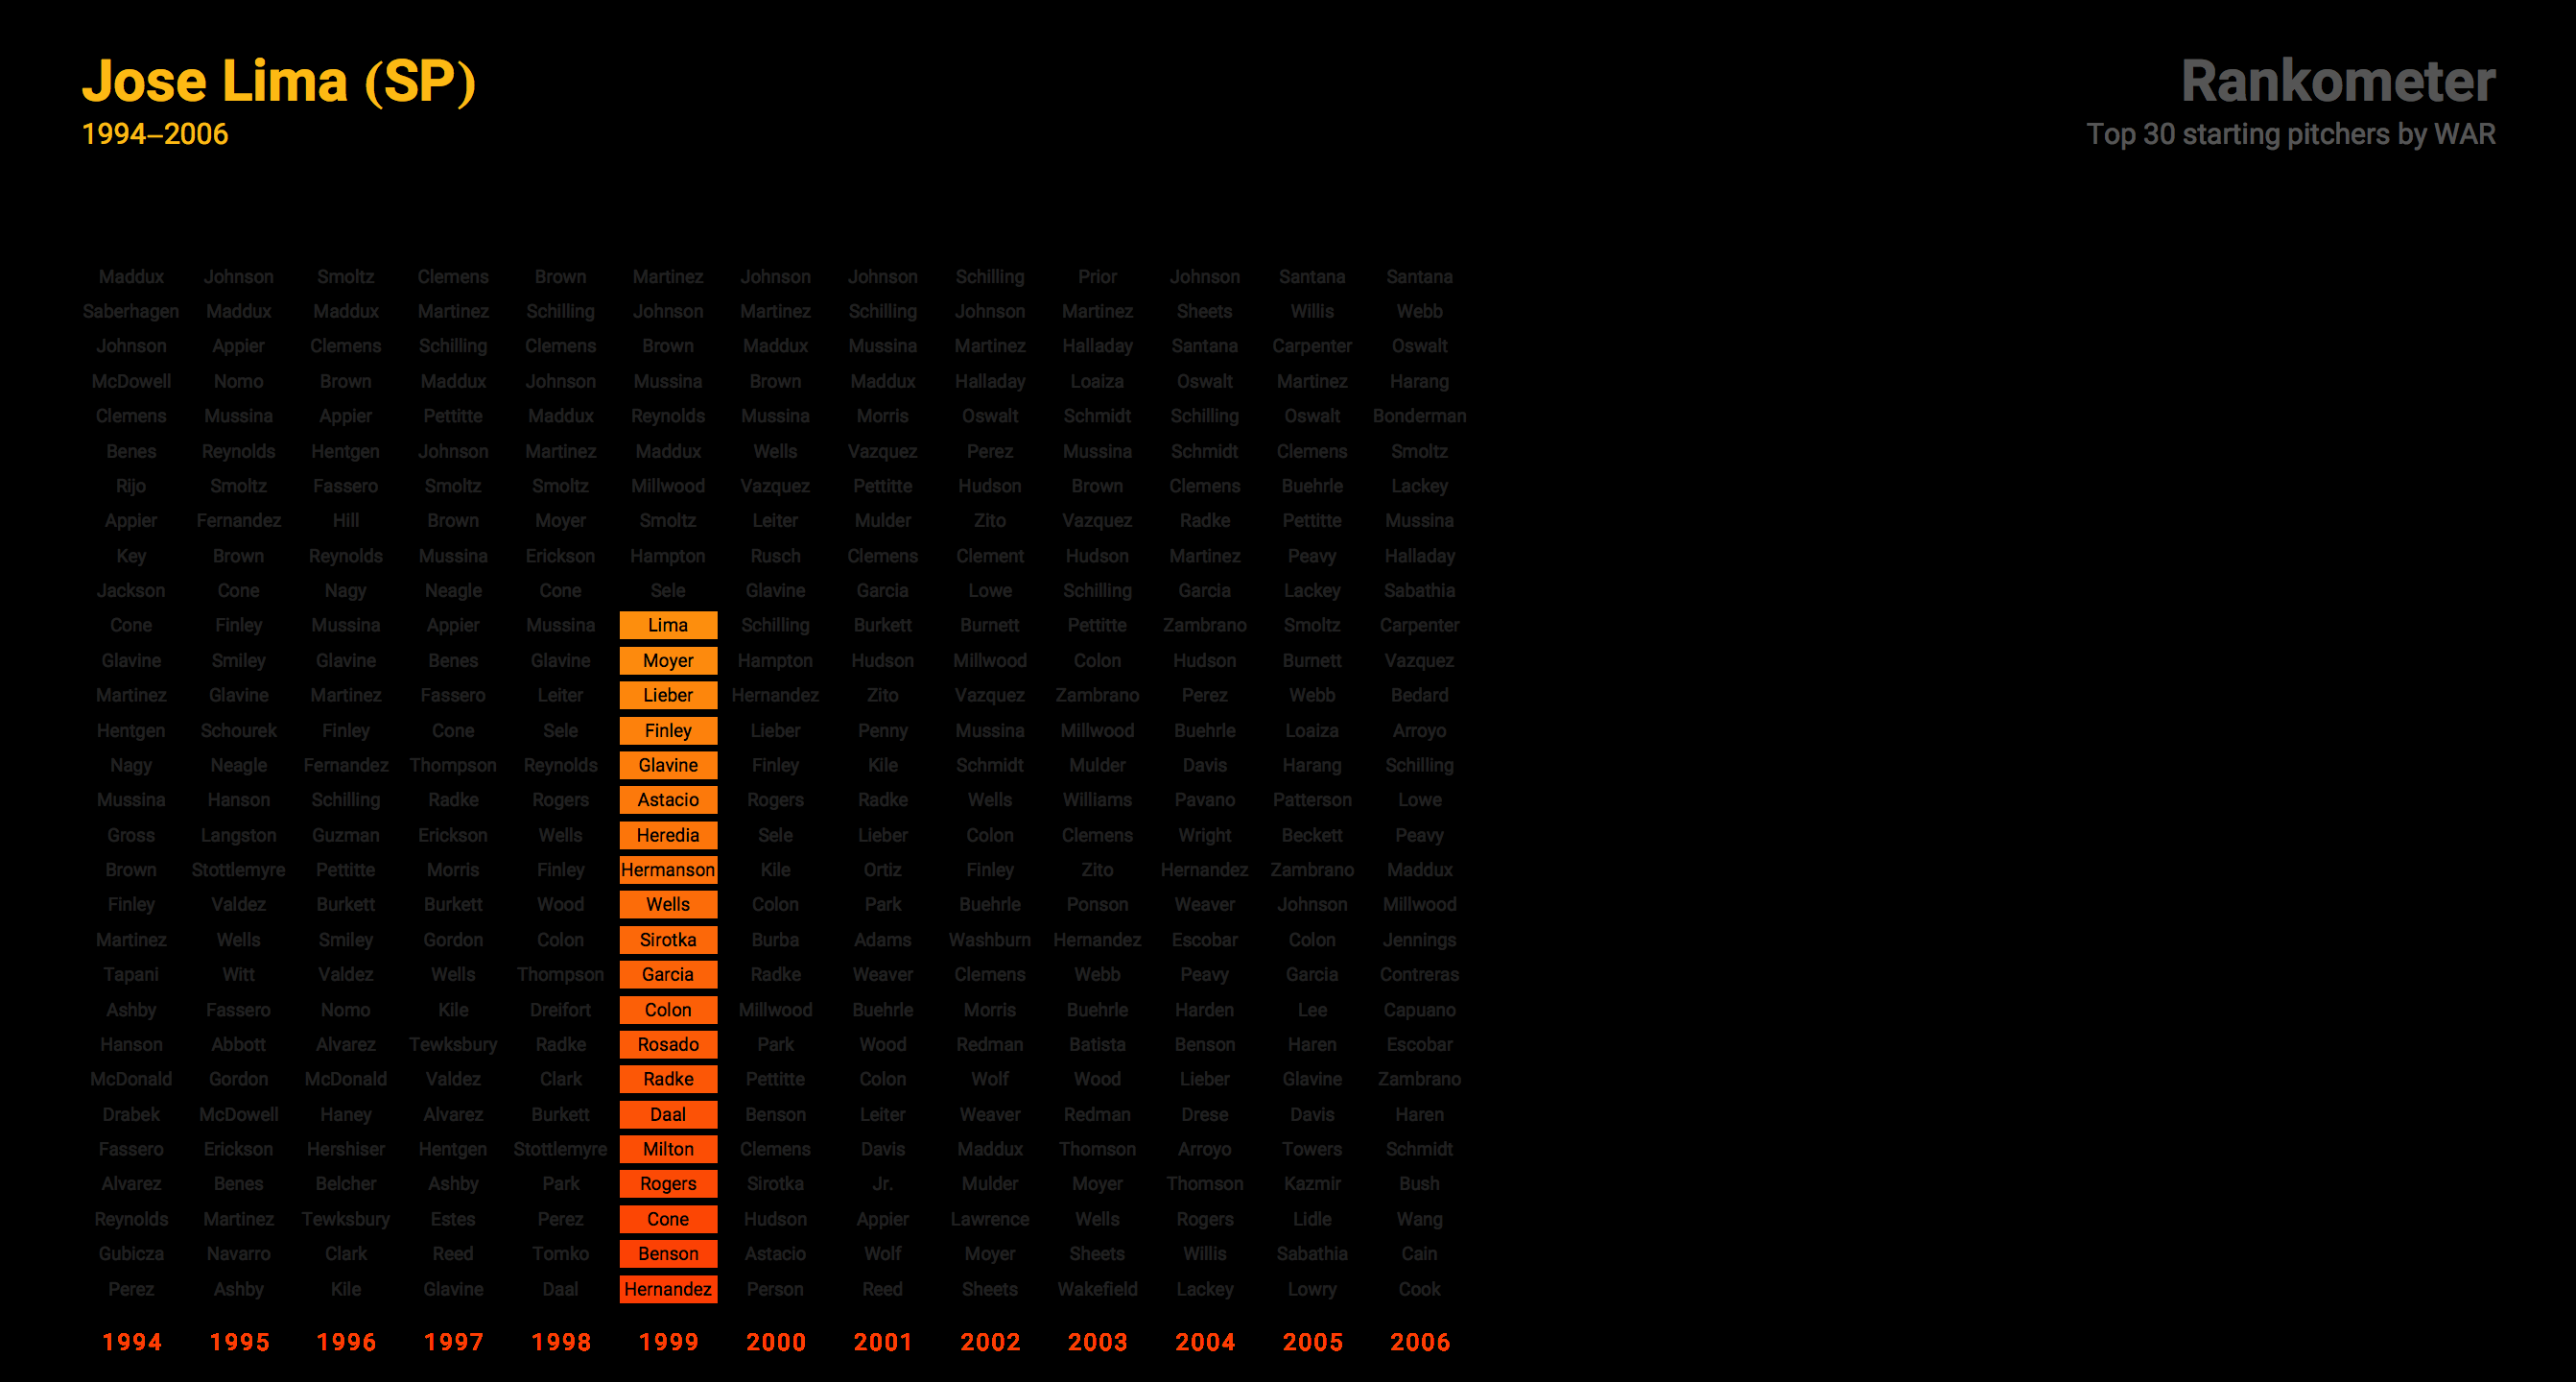 Jose Lima (SP)
1994–2006
Rankometer
Top 30 starting pitchers by WAR
Maddux Johnson Smoltz Clemens Brown Martinez Johnson Johnson Schilling Prior Johnson Santana Santana
Saberhagen Maddux Maddux Martinez Schilling Johnson Martinez Schilling Johnson Martinez Sheets Willis Webb
Johnson Appier Clemens Schilling Clemens Brown Maddux Mussina Martinez Halladay Santana Carpenter Oswalt
McDowell Nomo Brown Maddux Johnson Mussina Brown Maddux Halladay Loaiza Oswalt Martinez Harang
Clemens Mussina Appier Pettitte Maddux Reynolds Mussina Morris Oswalt Schmidt Schilling Oswalt Bonderman
Benes Reynolds Hentgen Johnson Martinez Maddux Wells Vazquez Perez Mussina Schmidt Clemens Smoltz
Rijo Smoltz Fassero Smoltz Smoltz Millwood Vazquez Pettitte Hudson Brown Clemens Buehrle Lackey
Appier Fernandez Hill Brown Moyer Smoltz Leiter Mulder Zito Vazquez Radke Pettitte Mussina
Key Brown Reynolds Mussina Erickson Hampton Rusch Clemens Clement Hudson Martinez Peavy Halladay
Jackson Cone Nagy Neagle Cone Sele Glavine Garcia Lowe Schilling Garcia Lackey Sabathia
Cone Finley Mussina Appier Mussina Lima Schilling Burkett Burnett Pettitte Zambrano Smoltz Carpenter
Glavine Smiley Glavine Benes Glavine Moyer Hampton Hudson Millwood Colon Hudson Burnett Vazquez
Martinez Glavine Martinez Fassero Leiter Lieber Hernandez Zito Vazquez Zambrano Perez Webb Bedard
Hentgen Schourek Finley Cone Sele Finley Lieber Penny Mussina Millwood Buehrle Loaiza Arroyo
Nagy Neagle Fernandez Thompson Reynolds Glavine Finley Kile Schmidt Mulder Davis Harang Schilling
Mussina Hanson Schilling Radke Rogers Astacio Rogers Radke Wells Williams Pavano Patterson Lowe
Gross Langston Guzman Erickson Wells Heredia Sele Lieber Colon Clemens Wright Beckett Peavy
Brown Stottlemyre Pettitte Morris Finley Hermanson Kile Ortiz Finley Zito Hernandez Zambrano Maddux
Finley Valdez Burkett Burkett Wood Wells Colon Park Buehrle Ponson Weaver Johnson Millwood
Martinez Wells Smiley Gordon Colon Sirotka Burba Adams Washburn Hernandez Escobar Colon Jennings
Tapani Witt Valdez Wells Thompson Garcia Radke Weaver Clemens Webb Peavy Garcia Contreras
Ashby Fassero Nomo Kile Dreifort Colon Millwood Buehrle Morris Buehrle Harden Lee Capuano
Hanson Abbott Alvarez Tewksbury Radke Rosado Park Wood Redman Batista Benson Haren Escobar
McDonald Gordon McDonald Valdez Clark Radke Pettitte Colon Wolf Wood Lieber Glavine Zambrano
Drabek McDowell Haney Alvarez Burkett Daal Benson Leiter Weaver Redman Drese Davis Haren
Fassero Erickson Hershiser Hentgen Stottlemyre Milton Clemens Davis Maddux Thomson Arroyo Towers Schmidt
Alvarez Benes Belcher Ashby Park Rogers Sirotka Jr. Mulder Moyer Thomson Kazmir Bush
Reynolds Martinez Tewksbury Estes Perez Cone Hudson Appier Lawrence Wells Rogers Lidle Wang
Gubicza Navarro Clark Reed Tomko Benson Astacio Wolf Moyer Sheets Willis Sabathia Cain
Perez Ashby Kile Glavine Daal Hernandez Person Reed Sheets Wakefield Lackey Lowry Cook
1994 1995 1996 1997 1998 1999 2000 2001 2002 2003 2004 2005 2006